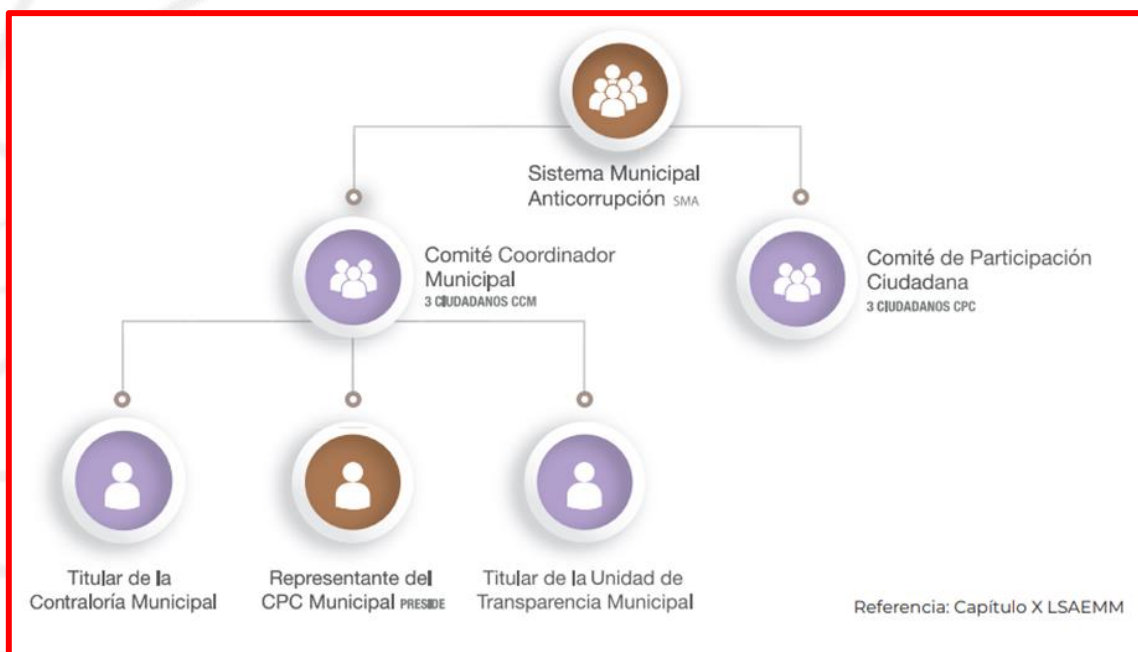 Sistema Municipal
Anticorrupción SMA
Comité Coordinador
Municipal
3 CIUDADANOS CCM
Comité de Participación
Ciudadana
3 CIUDADANOS CPC
Titular de la
Contraloría Municipal
Representante del
CPC Municipal PRESIDE
Titular de la Unidad de
Transparencia Municipal
Referencia: Capítulo X LSAEMM